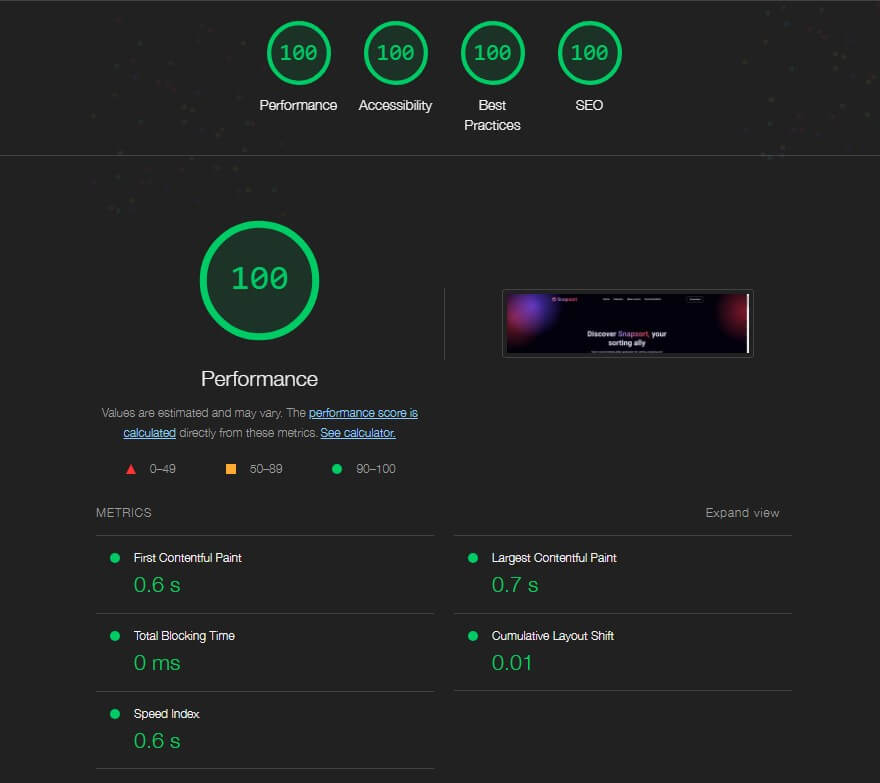 100
100
100
100
Performance
Accessibility
Best
Practices
SEO
100
Performance
Values are estimated and may vary. The performance score is
calculated directly from these metrics. See calculator.
0–49
50–89
90–100
Snapsort
Discover Snapsort, your
sorting ally
METRICS
Expand view
First Contentful Paint
0.6 s
Largest Contentful Paint
0.7 s
Total Blocking Time
0 ms
Cumulative Layout Shift
0.01
Speed Index
0.6 s